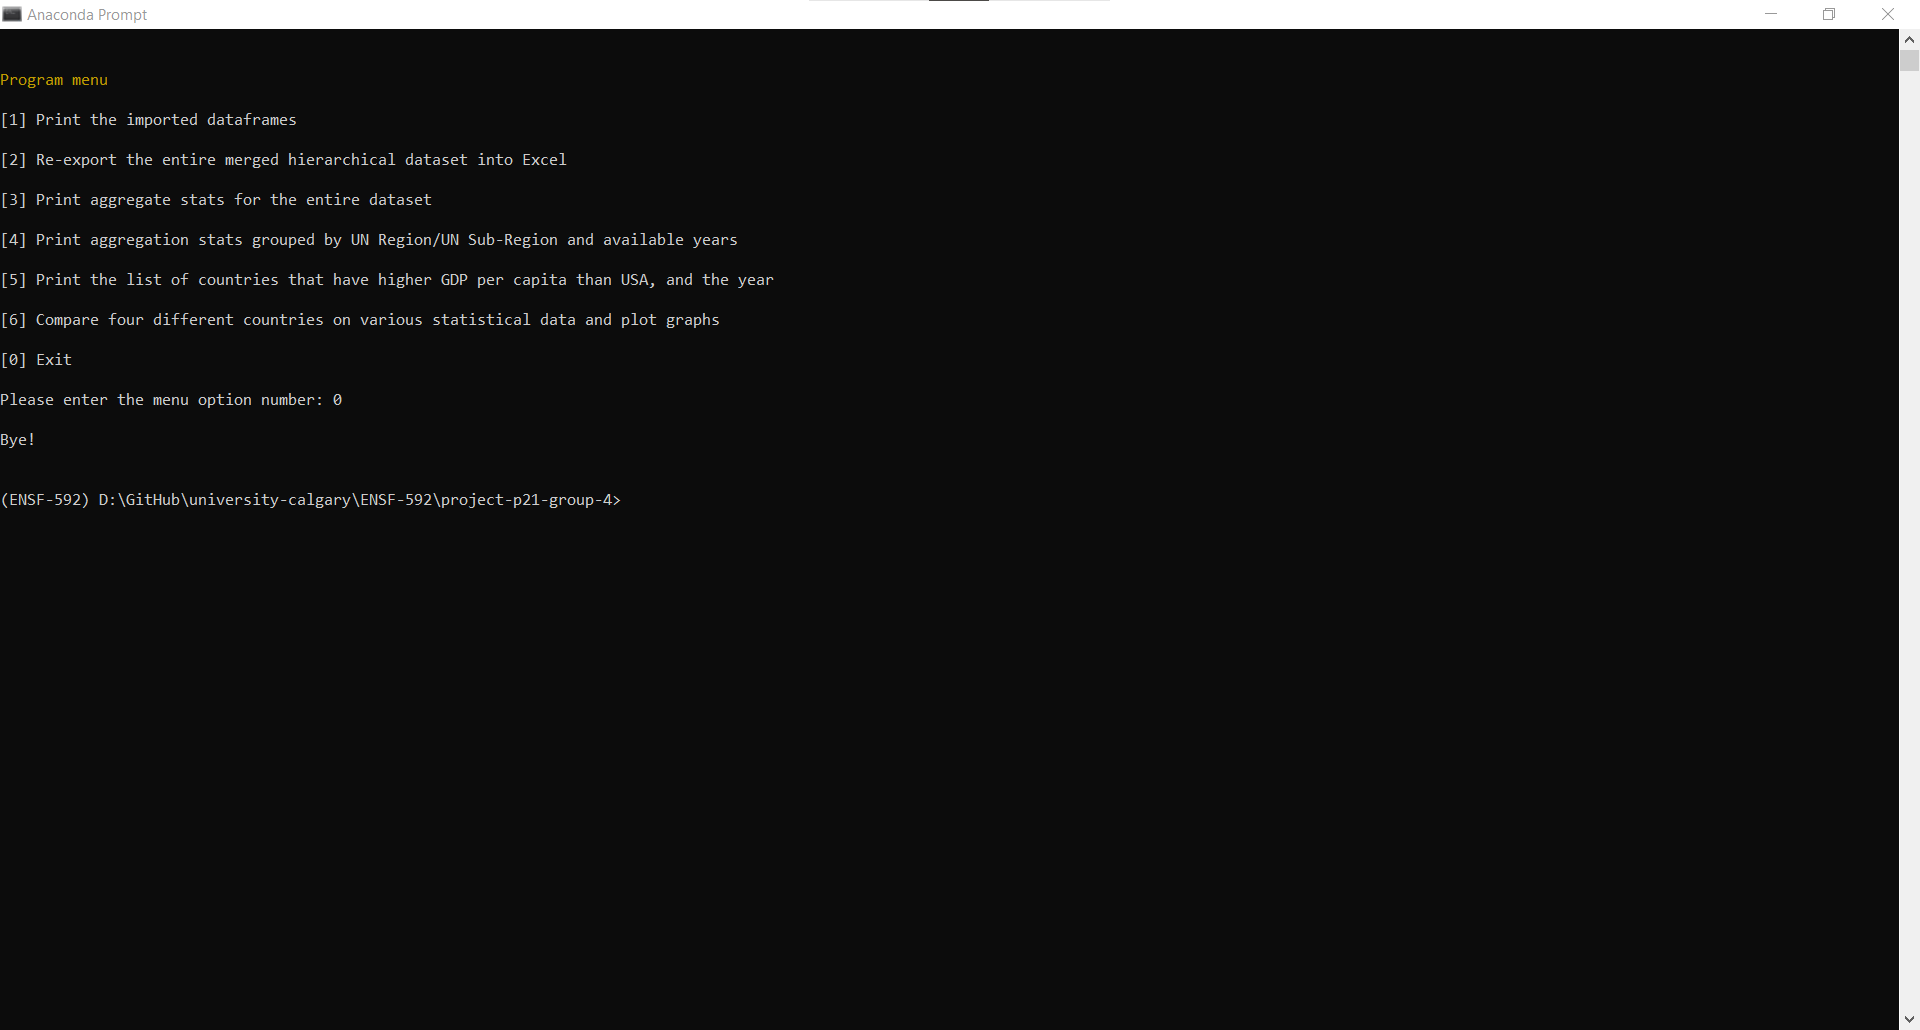 Anaconda Prompt
Program menu
[1] Print the imported dataframes
[2] Re-export the entire merged hierarchical dataset into Excel
[3] Print aggregate stats for the entire dataset
[4] Print aggregation stats grouped by UN Region/UN Sub-Region and available years
[5] Print the list of countries that have higher GDP per capita than USA, and the year
[6] Compare four different countries on various statistical data and plot graphs
[0] Exit
Please enter the menu option number: 0
Bye!
(ENSF-592) D:\GitHub\university-calgary\ENSF-592\project-p21-group-4>